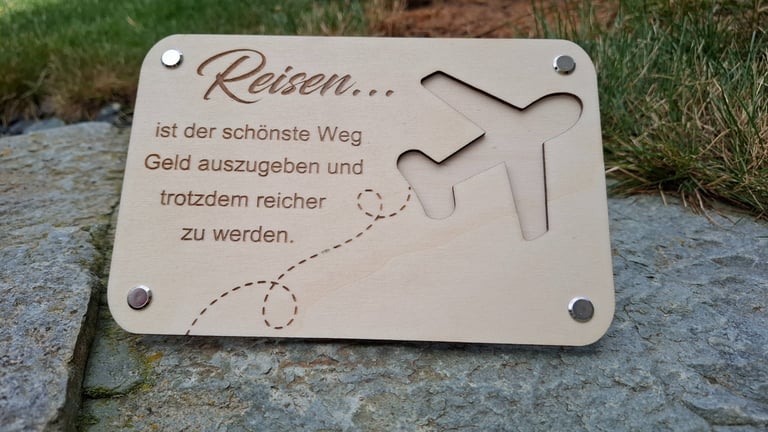 Reisen...
ist der schönste Weg
Geld auszugeben und
trotzdem reicher
zu werden.